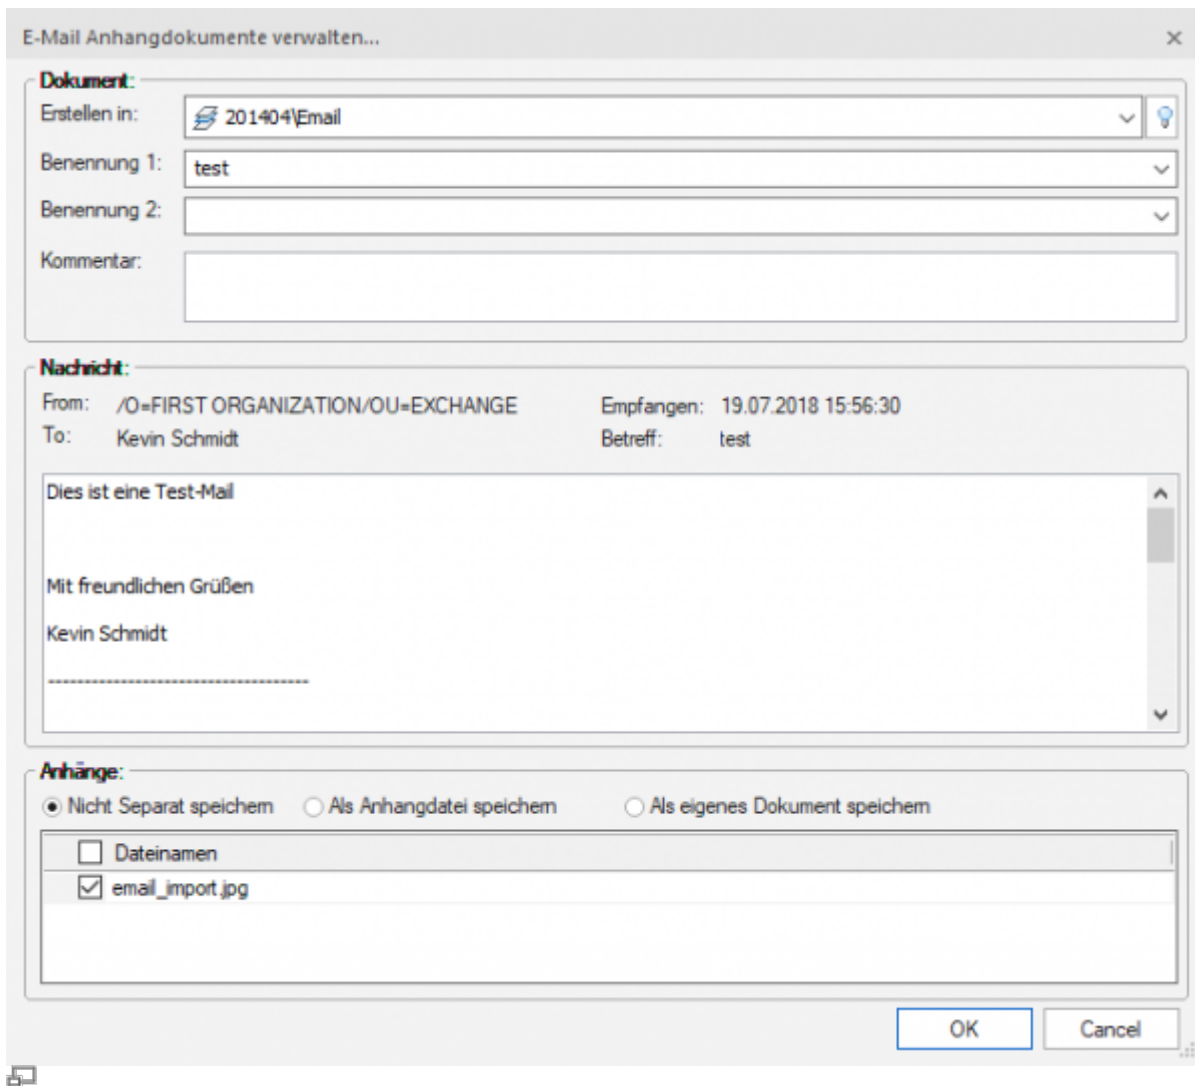 E-Mail Anhangdokumente verwalten...
Dokument:
Erstellen in: 201404\Email
Benennung 1: test
Benennung 2:
Kommentar:
Nachricht:
From: /O=FIRST ORGANIZATION/OU=EXCHANGE Empfangen: 19.07.2018 15:56:30
To: Kevin Schmidt Betreff: test
Dies ist eine Test-Mail
Mit freundlichen Grüßen
Kevin Schmidt
------------------------------------
Anhänge:
Nicht Separat speichern Als Anhangdatei speichern Als eigenes Dokument speichern
Dateinamen
email_import.jpg
OK Cancel